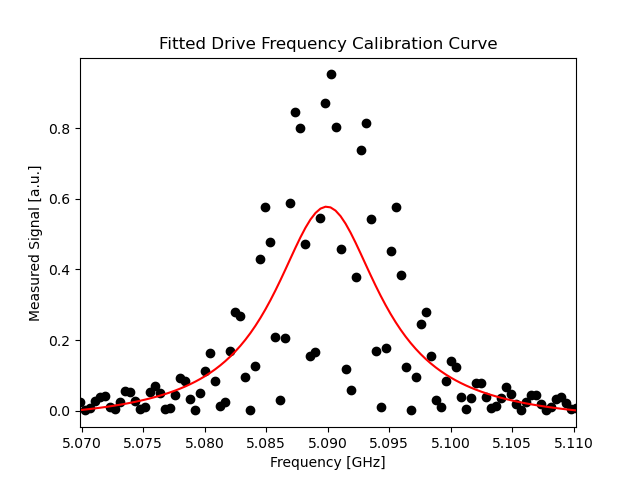 Fitted Drive Frequency Calibration Curve
Measured Signal [a.u.]
0.8
0.6
0.4
0.2
0.0
5.070 5.075 5.080 5.085 5.090 5.095 5.100 5.105 5.110
Frequency [GHz]